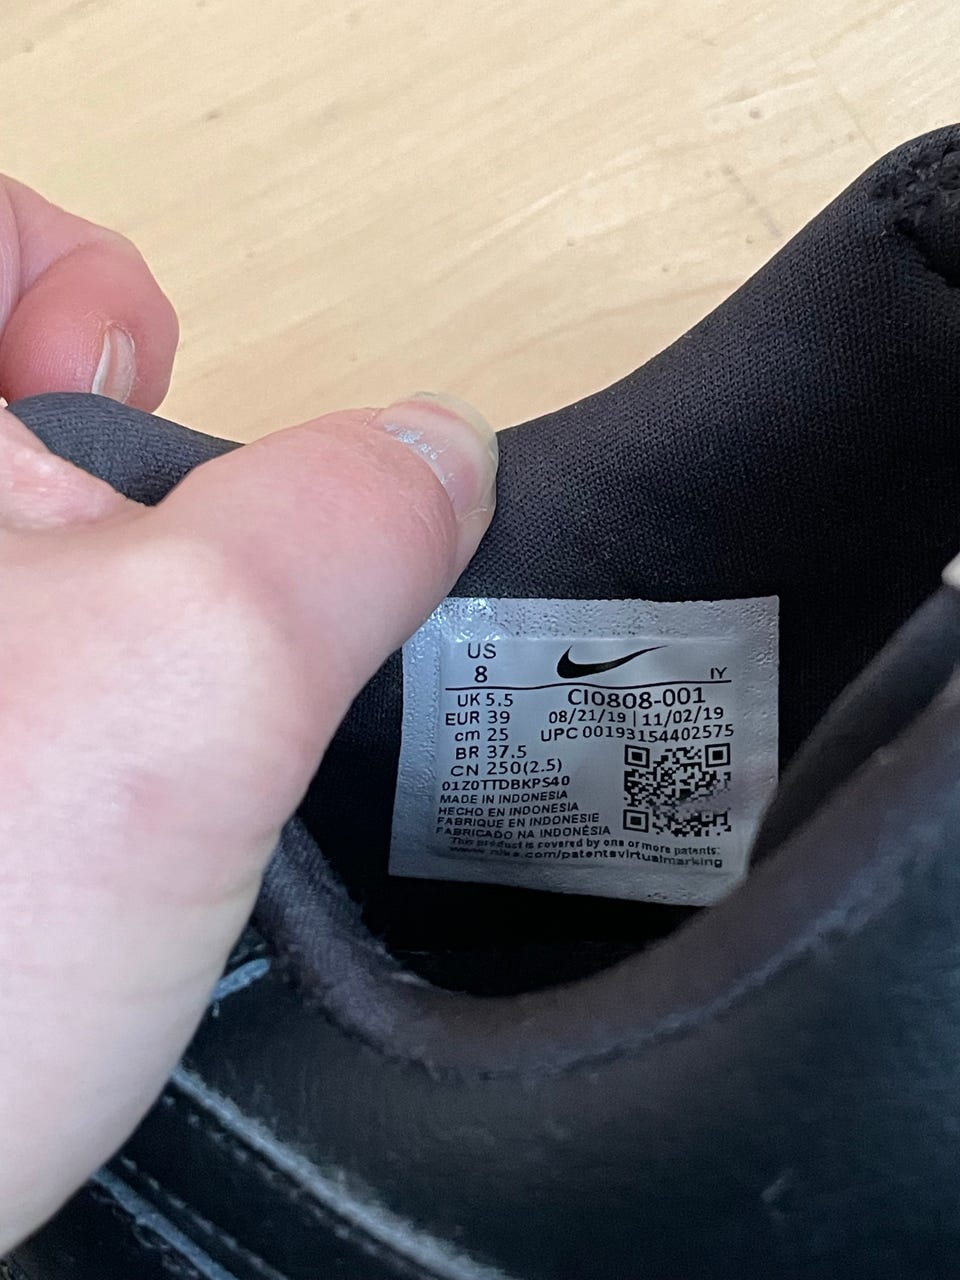 US
8
IY
UK 5.5
CI0808-001
EUR 39
08/21/19 | 11/02/19
cm 25
UPC 00193154402575
BR 37.5
CN 250(2.5)
01Z0TTDBKPS40
MADE IN INDONESIA
HECHO EN INDONESIA
FABRIQUE EN INDONESIE
FABRICADO NA INDONÉSIA
This product is covered by one or more patents:
www.nike.com/patentsvirtualmarking